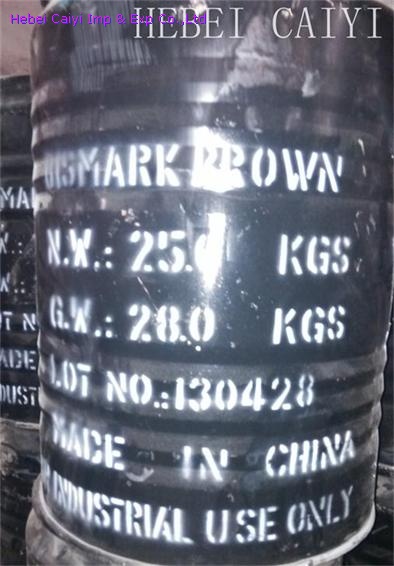 HEBEI CAIYI
Hebei Caiyi Imp & Exp Co.,Ltd
BISMARK BROWN
N.W.: 25.0 KGS
G.W.: 28.0 KGS
LOT NO.:130428
MADE IN CHINA
INDUSTRIAL USE ONLY